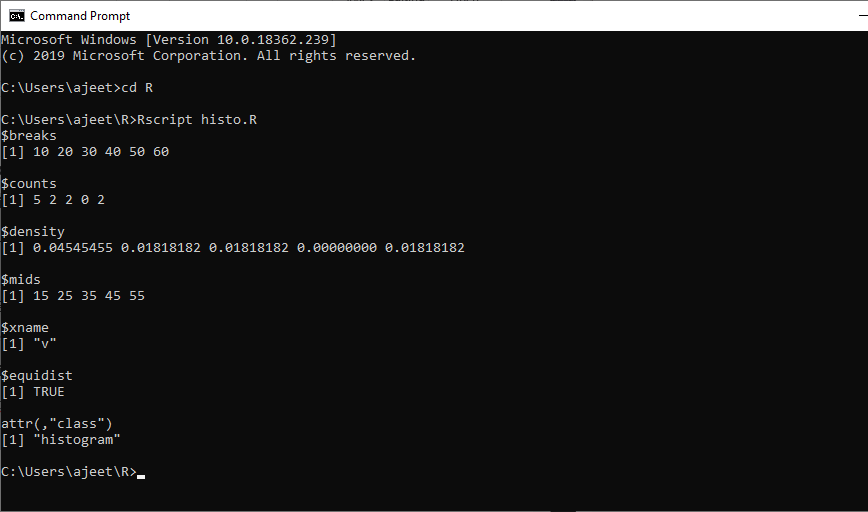 Command Prompt
Microsoft Windows [Version 10.0.18362.239]
(c) 2019 Microsoft Corporation. All rights reserved.
C:\Users\ajeet>cd R
C:\Users\ajeet\R>Rscript histo.R
$breaks
[1] 10 20 30 40 50 60
$counts
[1] 5 2 2 0 2
$density
[1] 0.04545455 0.01818182 0.01818182 0.00000000 0.01818182
$mids
[1] 15 25 35 45 55
$xname
[1] "v"
$equidist
[1] TRUE
attr(,"class")
[1] "histogram"
C:\Users\ajeet\R>